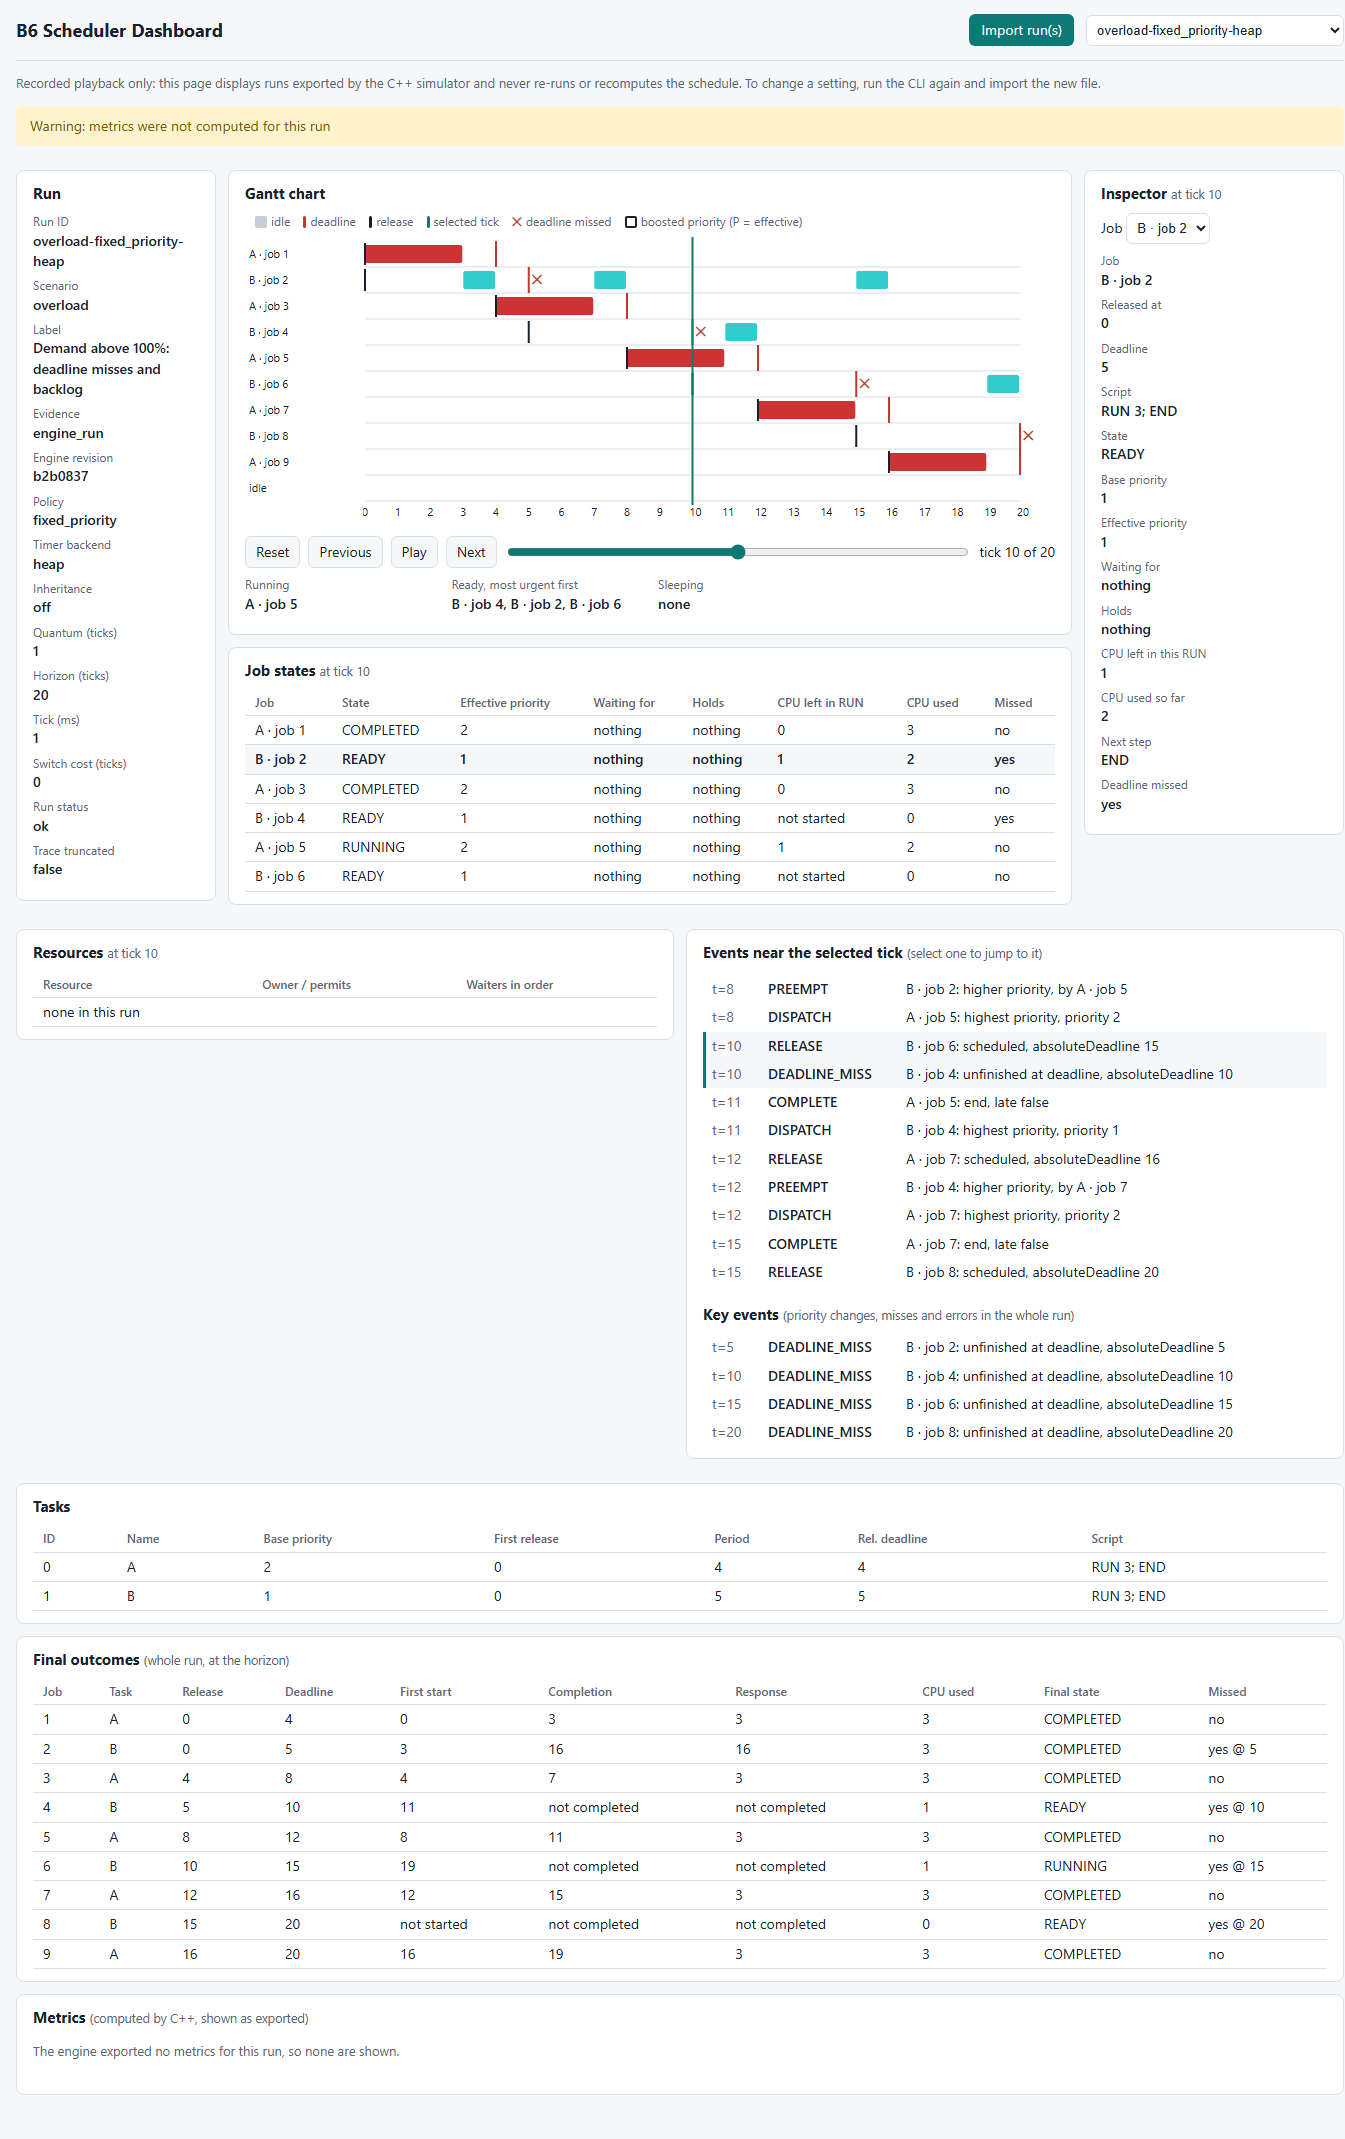 B6 Scheduler Dashboard
Import run(s)
overload-fixed_priority-heap
Recorded playback only: this page displays runs exported by the C++ simulator and never re-runs or recomputes the schedule. To change a setting, run the CLI again and import the new file.
Warning: metrics were not computed for this run
Run
Run ID
overload-fixed_priority-
heap
Scenario
overload
Label
Demand above 100%:
deadline misses and
backlog
Evidence
engine_run
Engine revision
b2b0837
Policy
fixed_priority
Timer backend
heap
Inheritance
off
Quantum (ticks)
1
Horizon (ticks)
20
Tick (ms)
1
Switch cost (ticks)
0
Run status
ok
Trace truncated
false
Gantt chart
idle deadline release selected tick deadline missed boosted priority (P = effective)
A · job 1
B · job 2
A · job 3
B · job 4
A · job 5
B · job 6
A · job 7
B · job 8
A · job 9
idle
0 1 2 3 4 5 6 7 8 9 10 11 12 13 14 15 16 17 18 19 20
Reset Previous Play Next tick 10 of 20
Running Ready, most urgent first Sleeping
A · job 5 B · job 4, B · job 2, B · job 6 none
Job states at tick 10
Job State Effective priority Waiting for Holds CPU left in RUN CPU used Missed
A · job 1 COMPLETED 2 nothing nothing 0 3 no
B · job 2 READY 1 nothing nothing 1 2 yes
A · job 3 COMPLETED 2 nothing nothing 0 3 no
B · job 4 READY 1 nothing nothing not started 0 yes
A · job 5 RUNNING 2 nothing nothing 1 2 no
B · job 6 READY 1 nothing nothing not started 0 no
Inspector at tick 10
Job B · job 2
Job
B · job 2
Released at
0
Deadline
5
Script
RUN 3; END
State
READY
Base priority
1
Effective priority
1
Waiting for
nothing
Holds
nothing
CPU left in this RUN
1
CPU used so far
2
Next step
END
Deadline missed
yes
Resources at tick 10
Resource Owner / permits Waiters in order
none in this run
Events near the selected tick (select one to jump to it)
t=8 PREEMPT B · job 2: higher priority, by A · job 5
t=8 DISPATCH A · job 5: highest priority, priority 2
t=10 RELEASE B · job 6: scheduled, absoluteDeadline 15
t=10 DEADLINE_MISS B · job 4: unfinished at deadline, absoluteDeadline 10
t=11 COMPLETE A · job 5: end, late false
t=11 DISPATCH B · job 4: highest priority, priority 1
t=12 RELEASE A · job 7: scheduled, absoluteDeadline 16
t=12 PREEMPT B · job 4: higher priority, by A · job 7
t=12 DISPATCH A · job 7: highest priority, priority 2
t=15 COMPLETE A · job 7: end, late false
t=15 RELEASE B · job 8: scheduled, absoluteDeadline 20
Key events (priority changes, misses and errors in the whole run)
t=5 DEADLINE_MISS B · job 2: unfinished at deadline, absoluteDeadline 5
t=10 DEADLINE_MISS B · job 4: unfinished at deadline, absoluteDeadline 10
t=15 DEADLINE_MISS B · job 6: unfinished at deadline, absoluteDeadline 15
t=20 DEADLINE_MISS B · job 8: unfinished at deadline, absoluteDeadline 20
Tasks
ID Name Base priority First release Period Rel. deadline Script
0 A 2 0 4 4 RUN 3; END
1 B 1 0 5 5 RUN 3; END
Final outcomes (whole run, at the horizon)
Job Task Release Deadline First start Completion Response CPU used Final state Missed
1 A 0 4 0 3 3 3 COMPLETED no
2 B 0 5 3 16 16 3 COMPLETED yes @ 5
3 A 4 8 4 7 3 3 COMPLETED no
4 B 5 10 11 not completed not completed 1 READY yes @ 10
5 A 8 12 8 11 3 3 COMPLETED no
6 B 10 15 19 not completed not completed 1 RUNNING yes @ 15
7 A 12 16 12 15 3 3 COMPLETED no
8 B 15 20 not started not completed not completed 0 READY yes @ 20
9 A 16 20 16 19 3 3 COMPLETED no
Metrics (computed by C++, shown as exported)
The engine exported no metrics for this run, so none are shown.